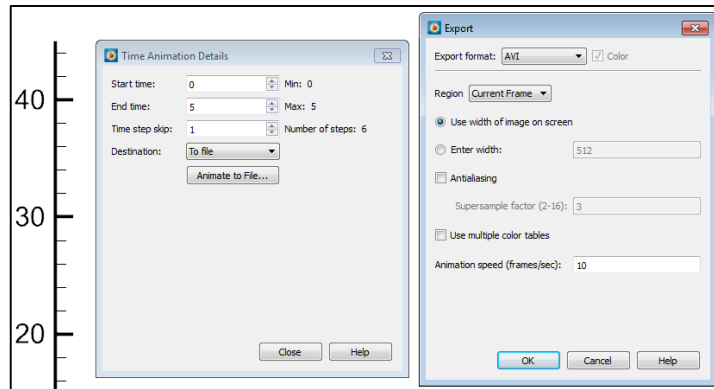 40
30
20
Time Animation Details
Start time: 0 Min: 0
End time: 5 Max: 5
Time step skip: 1 Number of steps: 6
Destination: To file
Animate to File...
Close Help
Export
Export format: AVI Color
Region Current Frame
Use width of image on screen
Enter width: 512
Antialiasing
Supersample factor (2-16): 3
Use multiple color tables
Animation speed (frames/sec): 10
OK Cancel Help